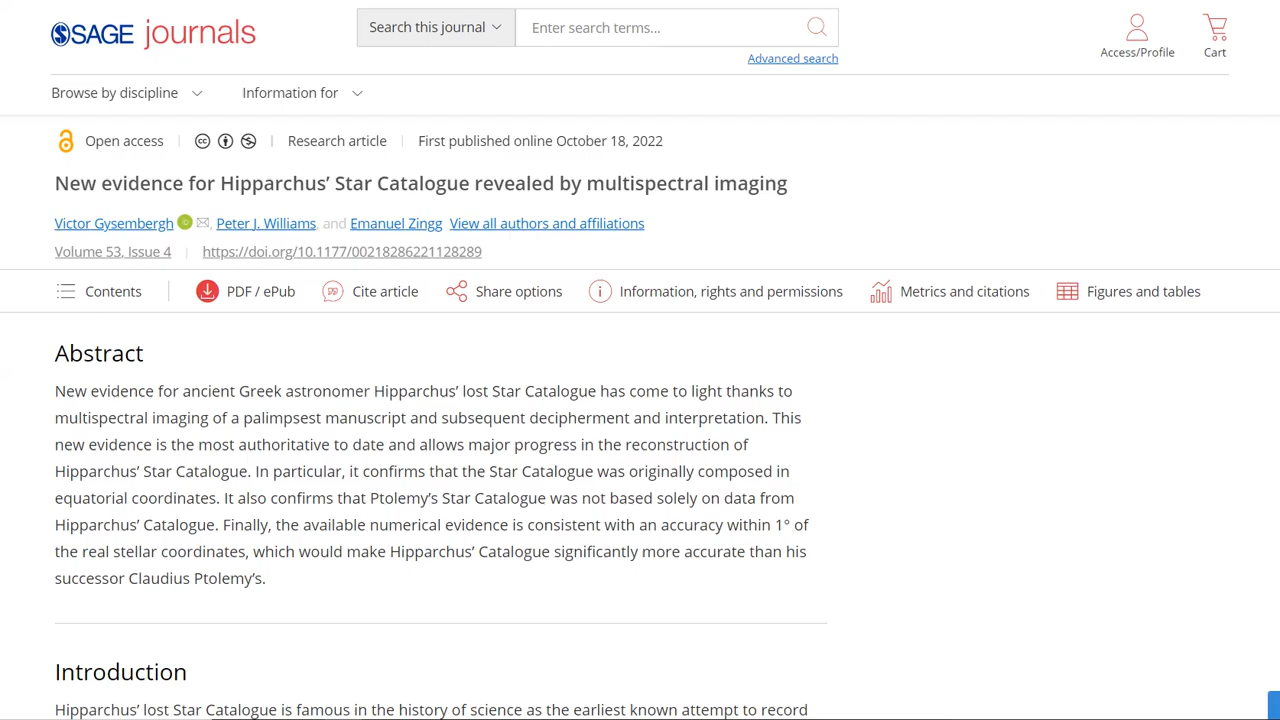 SAGE journals
Search this journal
Enter search terms...
Advanced search
Access/Profile
Cart
Browse by discipline
Information for
Open access
Research article
First published online October 18, 2022
New evidence for Hipparchus’ Star Catalogue revealed by multispectral imaging
Victor Gysembergh, Peter J. Williams, and Emanuel Zingg View all authors and affiliations
Volume 53, Issue 4
https://doi.org/10.1177/00218286221128289
Contents
PDF / ePub
Cite article
Share options
Information, rights and permissions
Metrics and citations
Figures and tables
Abstract
New evidence for ancient Greek astronomer Hipparchus’ lost Star Catalogue has come to light thanks to
multispectral imaging of a palimpsest manuscript and subsequent decipherment and interpretation. This
new evidence is the most authoritative to date and allows major progress in the reconstruction of
Hipparchus’ Star Catalogue. In particular, it confirms that the Star Catalogue was originally composed in
equatorial coordinates. It also confirms that Ptolemy’s Star Catalogue was not based solely on data from
Hipparchus’ Catalogue. Finally, the available numerical evidence is consistent with an accuracy within 1° of
the real stellar coordinates, which would make Hipparchus’ Catalogue significantly more accurate than his
successor Claudius Ptolemy’s.
Introduction
Hipparchus’ lost Star Catalogue is famous in the history of science as the earliest known attempt to record